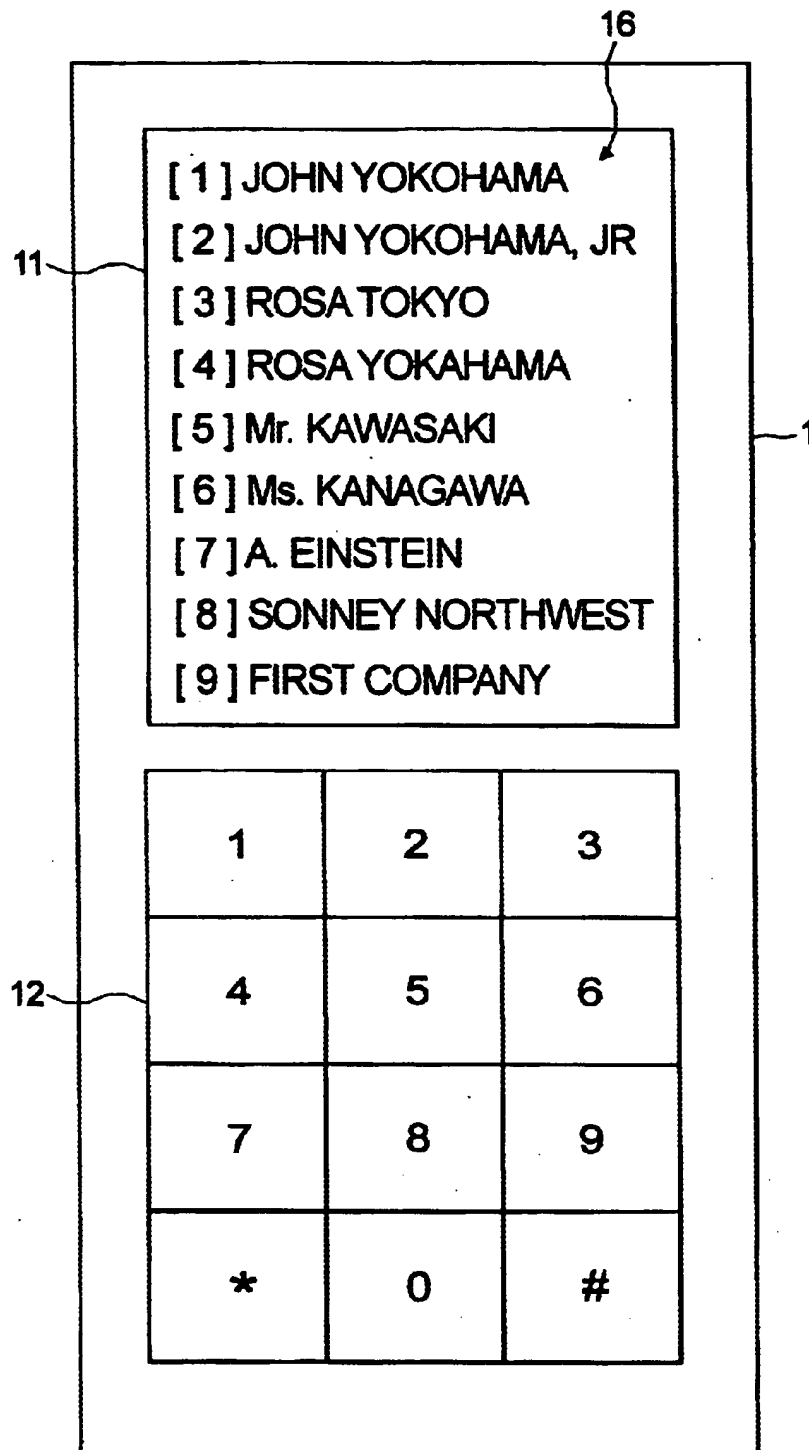 16
[1] JOHN YOKOHAMA
[2] JOHN YOKOHAMA, JR
11
[3] ROSA TOKYO
[4] ROSA YOKAHAMA
[5] Mr. KAWASAKI
1
[6] Ms. KANAGAWA
[7] A. EINSTEIN
[8] SONNEY NORTHWEST
[9] FIRST COMPANY
1 2 3
12
4 5 6
7 8 9
* 0 #